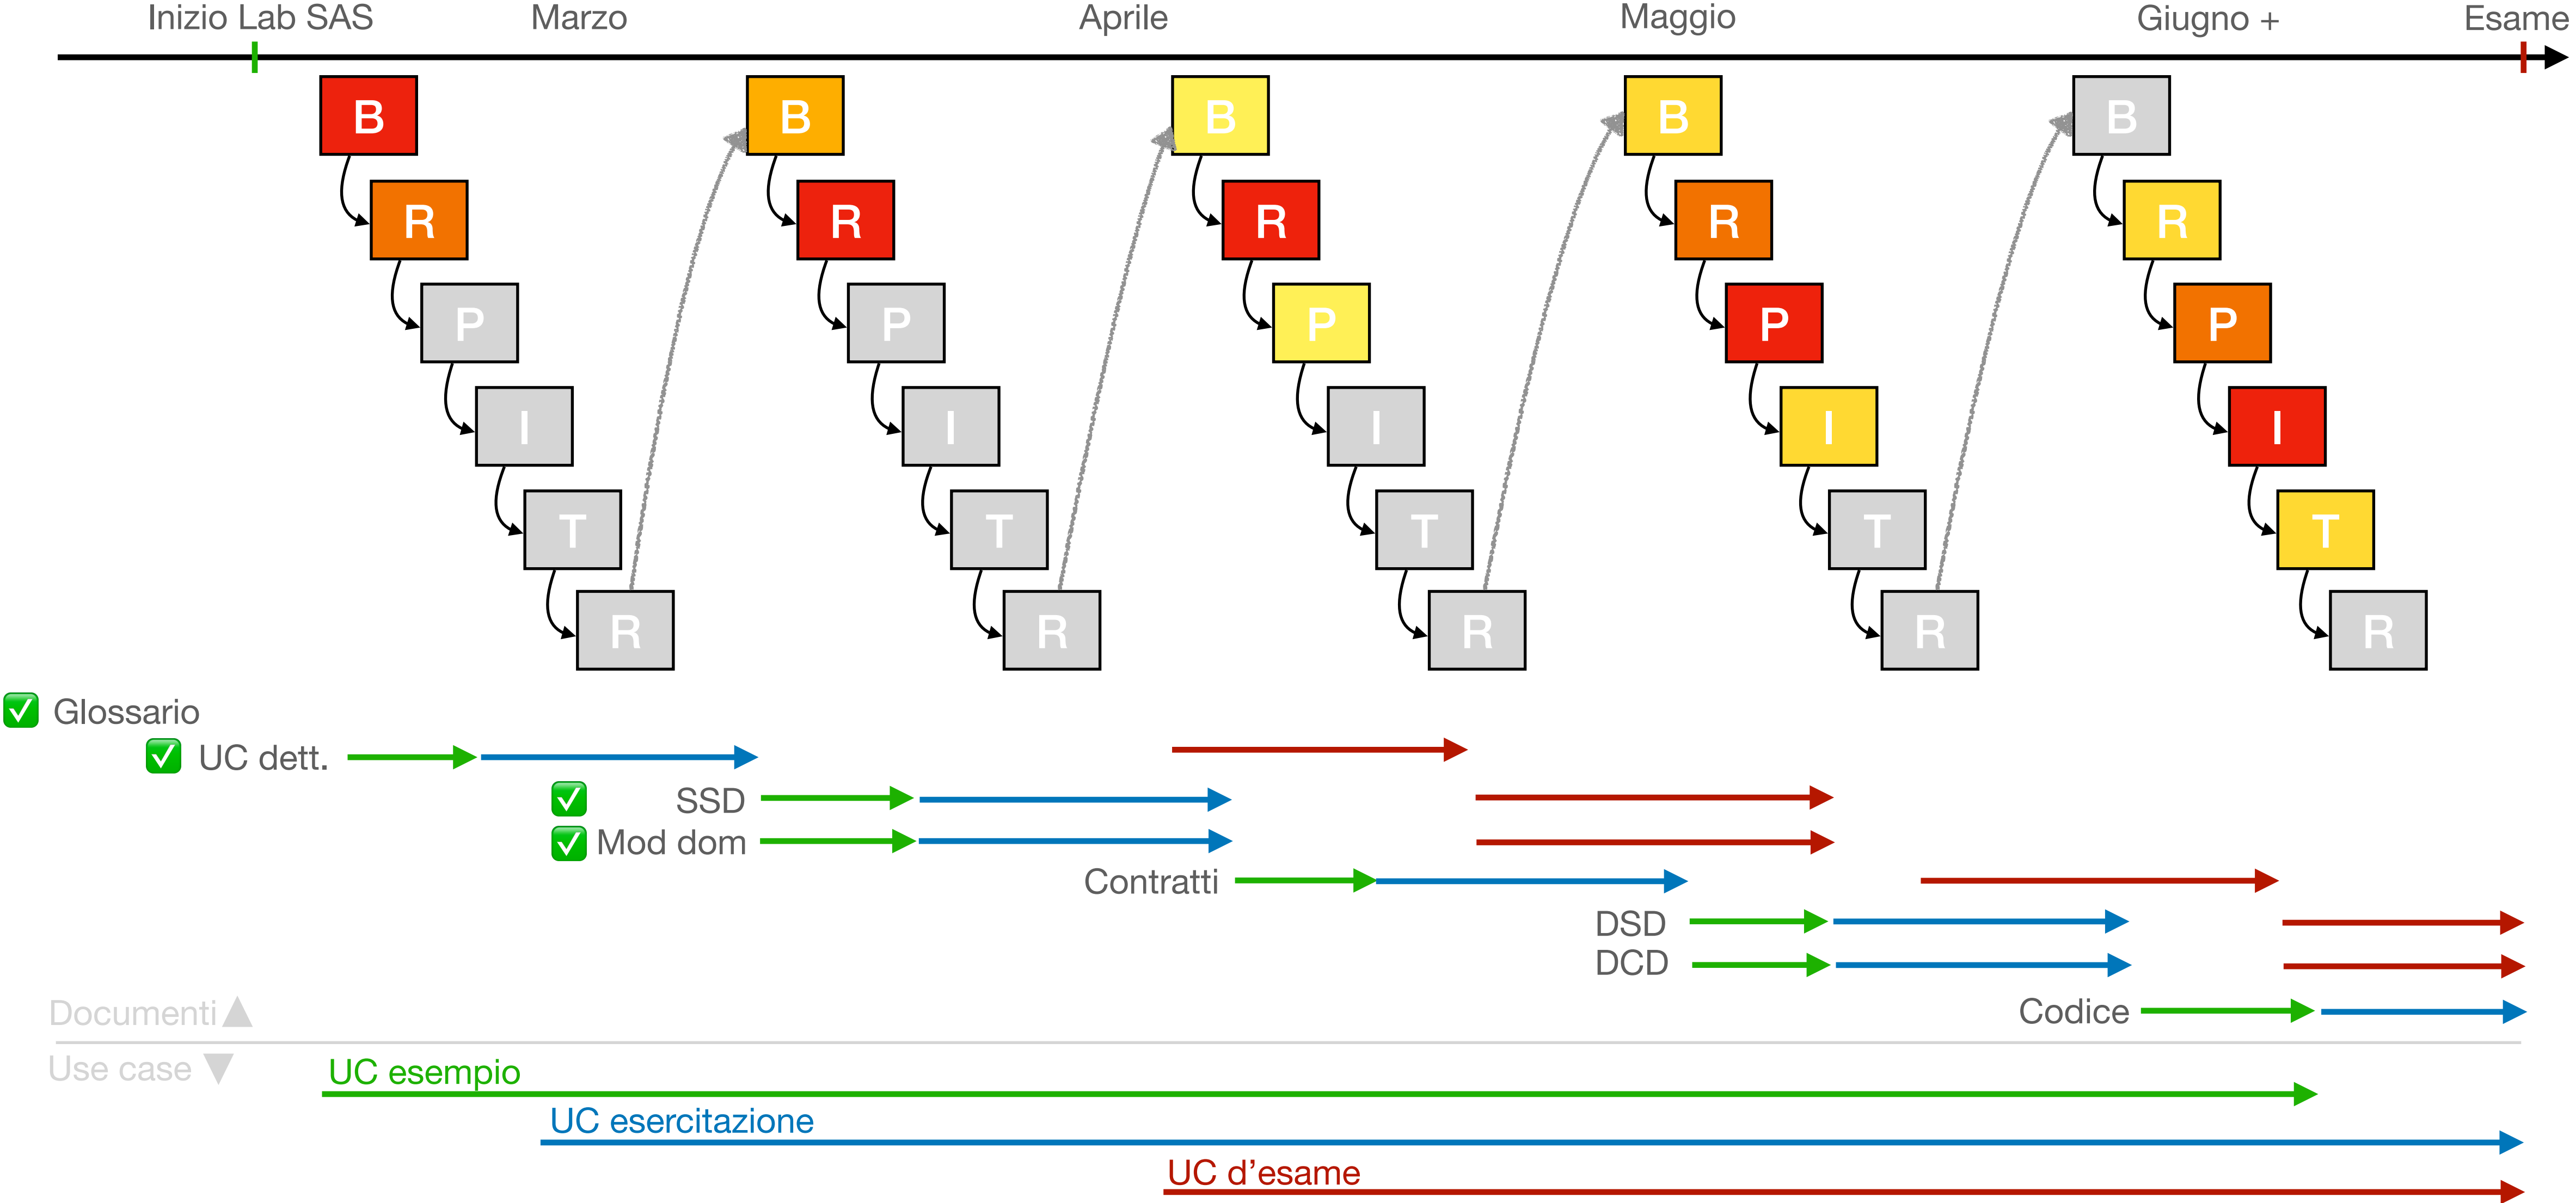 Inizio Lab SAS Marzo Aprile Maggio Giugno + Esame
B B B B B
R R R R R
P P P P P
I I I I I
T T T T T
R R R R R
Glossario
UC dett.
SSD
Mod dom
Contratti
DSD
DCD
Documenti
Codice
Use case
UC esempio
UC esercitazione
UC d’esame